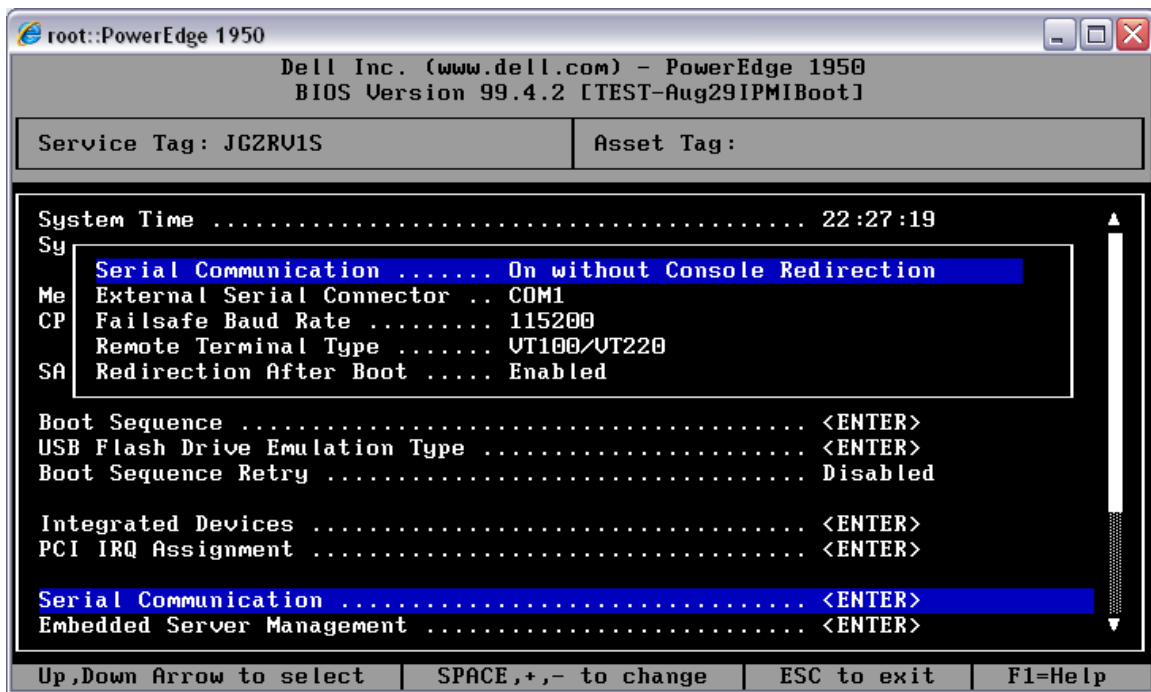 root::PowerEdge 1950
Dell Inc. (www.dell.com) - PowerEdge 1950
BIOS Version 99.4.2 [TEST-Aug29IPMIBoot]
Service Tag: JGZRV1S Asset Tag:
System Time ........................................... 22:27:19
Sy
Serial Communication ....... On without Console Redirection
Me External Serial Connector .. COM1
CP Failsafe Baud Rate ......... 115200
Remote Terminal Type ....... VT100/VT220
SA Redirection After Boot ..... Enabled
Boot Sequence ......................................... <ENTER>
USB Flash Drive Emulation Type ........................ <ENTER>
Boot Sequence Retry ................................... Disabled
Integrated Devices .................................... <ENTER>
PCI IRQ Assignment .................................... <ENTER>
Serial Communication .................................. <ENTER>
Embedded Server Management ............................ <ENTER>
Up,Down Arrow to select SPACE,+,- to change ESC to exit F1=Help